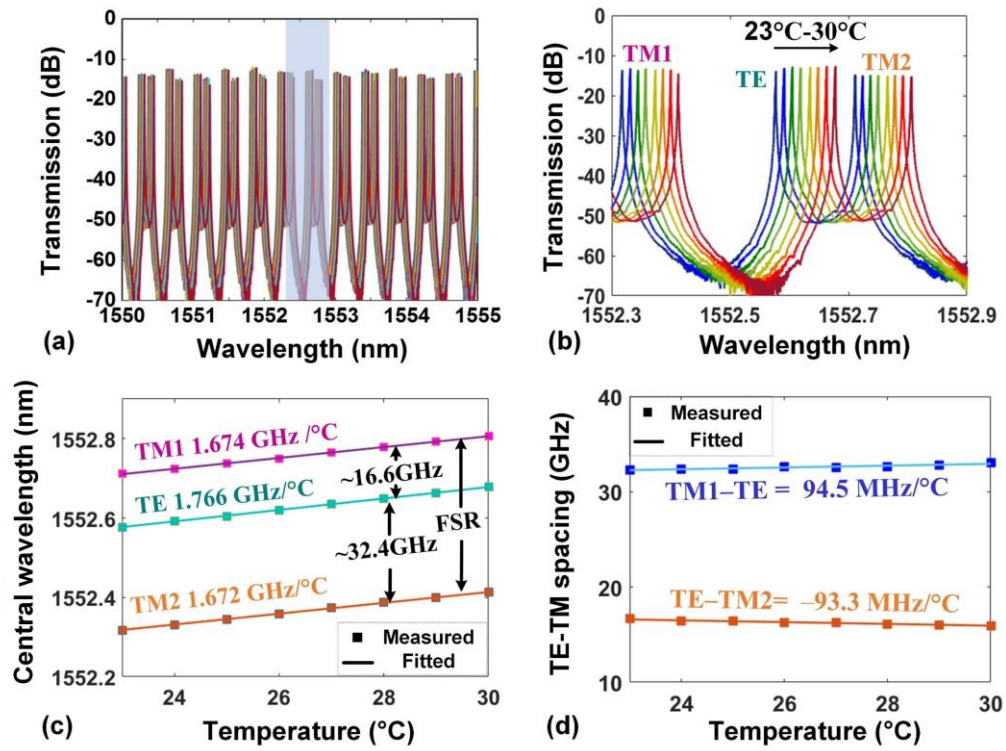 0
-10
-20
-30
-40
-50
-60
-70
Transmission (dB)
1550 1551 1552 1553 1554 1555
(a)
Wavelength (nm)
0
-10
-20
-30
-40
-50
-60
-70
Transmission (dB)
23°C-30°C
TM1
TE
TM2
1552.3 1552.5 1552.7 1552.9
(b)
Wavelength (nm)
1552.8
1552.6
1552.4
1552.2
Central wavelength (nm)
TM1 1.674 GHz /°C
~16.6GHz
TE 1.766 GHz/°C
FSR
~32.4GHz
TM2 1.672 GHz/°C
Measured
Fitted
24 26 28 30
(c)
Temperature (°C)
40
30
20
10
TE-TM spacing (GHz)
Measured
Fitted
TM1–TE = 94.5 MHz/°C
TE–TM2= –93.3 MHz/°C
24 26 28 30
(d)
Temperature (°C)